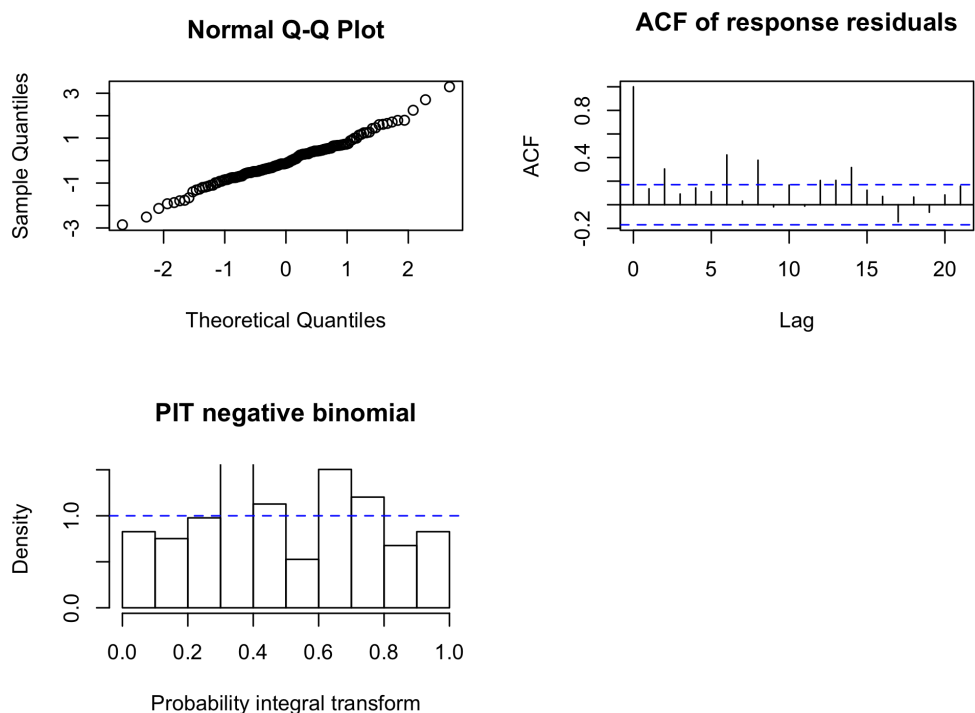 Normal Q-Q Plot
Sample Quantiles
3
1
-1
-3
-2 -1 0 1 2
Theoretical Quantiles
ACF of response residuals
ACF
0.8
0.4
-0.2
0 5 10 15 20
Lag
PIT negative binomial
Density
1.0
0.0
0.0 0.2 0.4 0.6 0.8 1.0
Probability integral transform